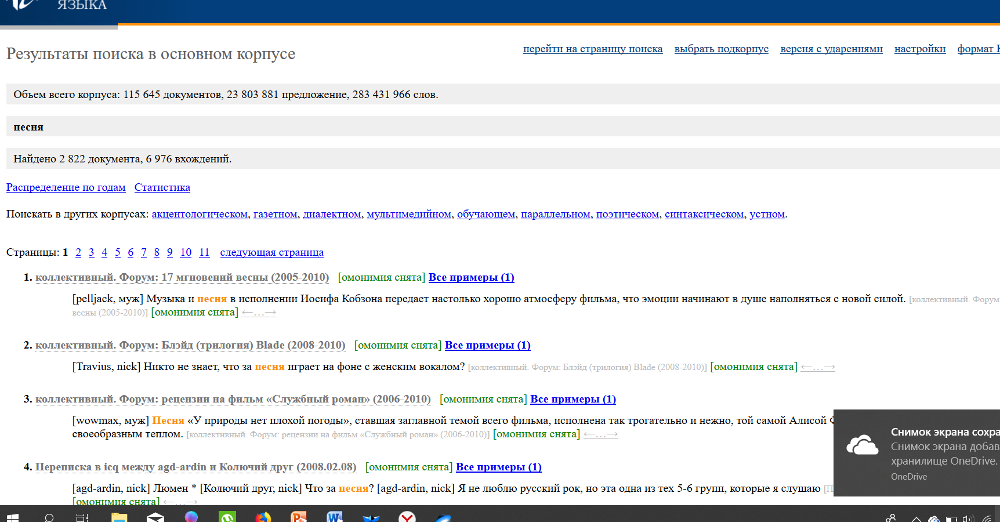 ЯЗЫКА
Результаты поиска в основном корпусе
перейти на страницу поиска выбрать подкорпус версия с ударениями настройки формат
Объем всего корпуса: 115 645 документов, 23 803 881 предложение, 283 431 966 слов.
песня
Найдено 2 822 документа, 6 976 вхождений.
Распределение по годам Статистика
Поискать в других корпусах: акцентологическом, газетном, диалектном, мультимедийном, обучающем, параллельном, поэтическом, синтаксическом, устном.
Страницы: 1 2 3 4 5 6 7 8 9 10 11 следующая страница
1. коллективный. Форум: 17 мгновений весны (2005-2010) [омонимия снята] Все примеры (1)
[pelljack, муж] Музыка и песня в исполнении Иосифа Кобзона передает настолько хорошо атмосферу фильма, что эмоции начинают в душе наполняться с новой силой. [коллективный. Форум
весны (2005-2010)] [омонимия снята] ←…→
2. коллективный. Форум: Блэйд (трилогия) Blade (2008-2010) [омонимия снята] Все примеры (1)
[Travius, nick] Никто не знает, что за песня играет на фоне с женским вокалом? [коллективный. Форум: Блэйд (трилогия) Blade (2008-2010)] [омонимия снята] ←…→
3. коллективный. Форум: рецензии на фильм «Служебный роман» (2006-2010) [омонимия снята] Все примеры (1)
[wowmax, муж] Песня «У природы нет плохой погоды», ставшая заглавной темой всего фильма, исполнена так трогательно и нежно, той самой Алисой
своеобразным теплом. [коллективный. Форум: рецензии на фильм «Служебный роман» (2006-2010)] [омонимия снята] ←…→
4. Переписка в icq между agd-ardin и Колючий друг (2008.02.08) [омонимия снята] Все примеры (1)
[agd-ardin, nick] Люмен * [Колючий друг, nick] Что за песня? [agd-ardin, nick] Я не люблю русский рок, но эта одна из тех 5-6 групп, которые я слушаю
[омонимия снята] ←…→
Снимок экрана сохра
Снимок экрана добав
хранилище OneDrive.
OneDrive